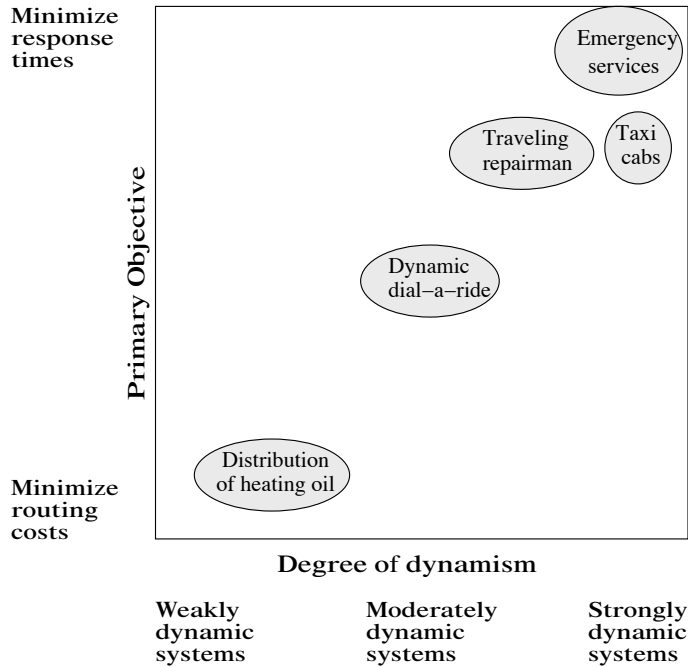 Minimize
response
times
Emergency
services
Traveling
repairman
Taxi
cabs
Primary Objective
Dynamic
dial−a−ride
Distribution
of heating oil
Minimize
routing
costs
Degree of dynamism
Weakly
dynamic
systems
Moderately
dynamic
systems
Strongly
dynamic
systems